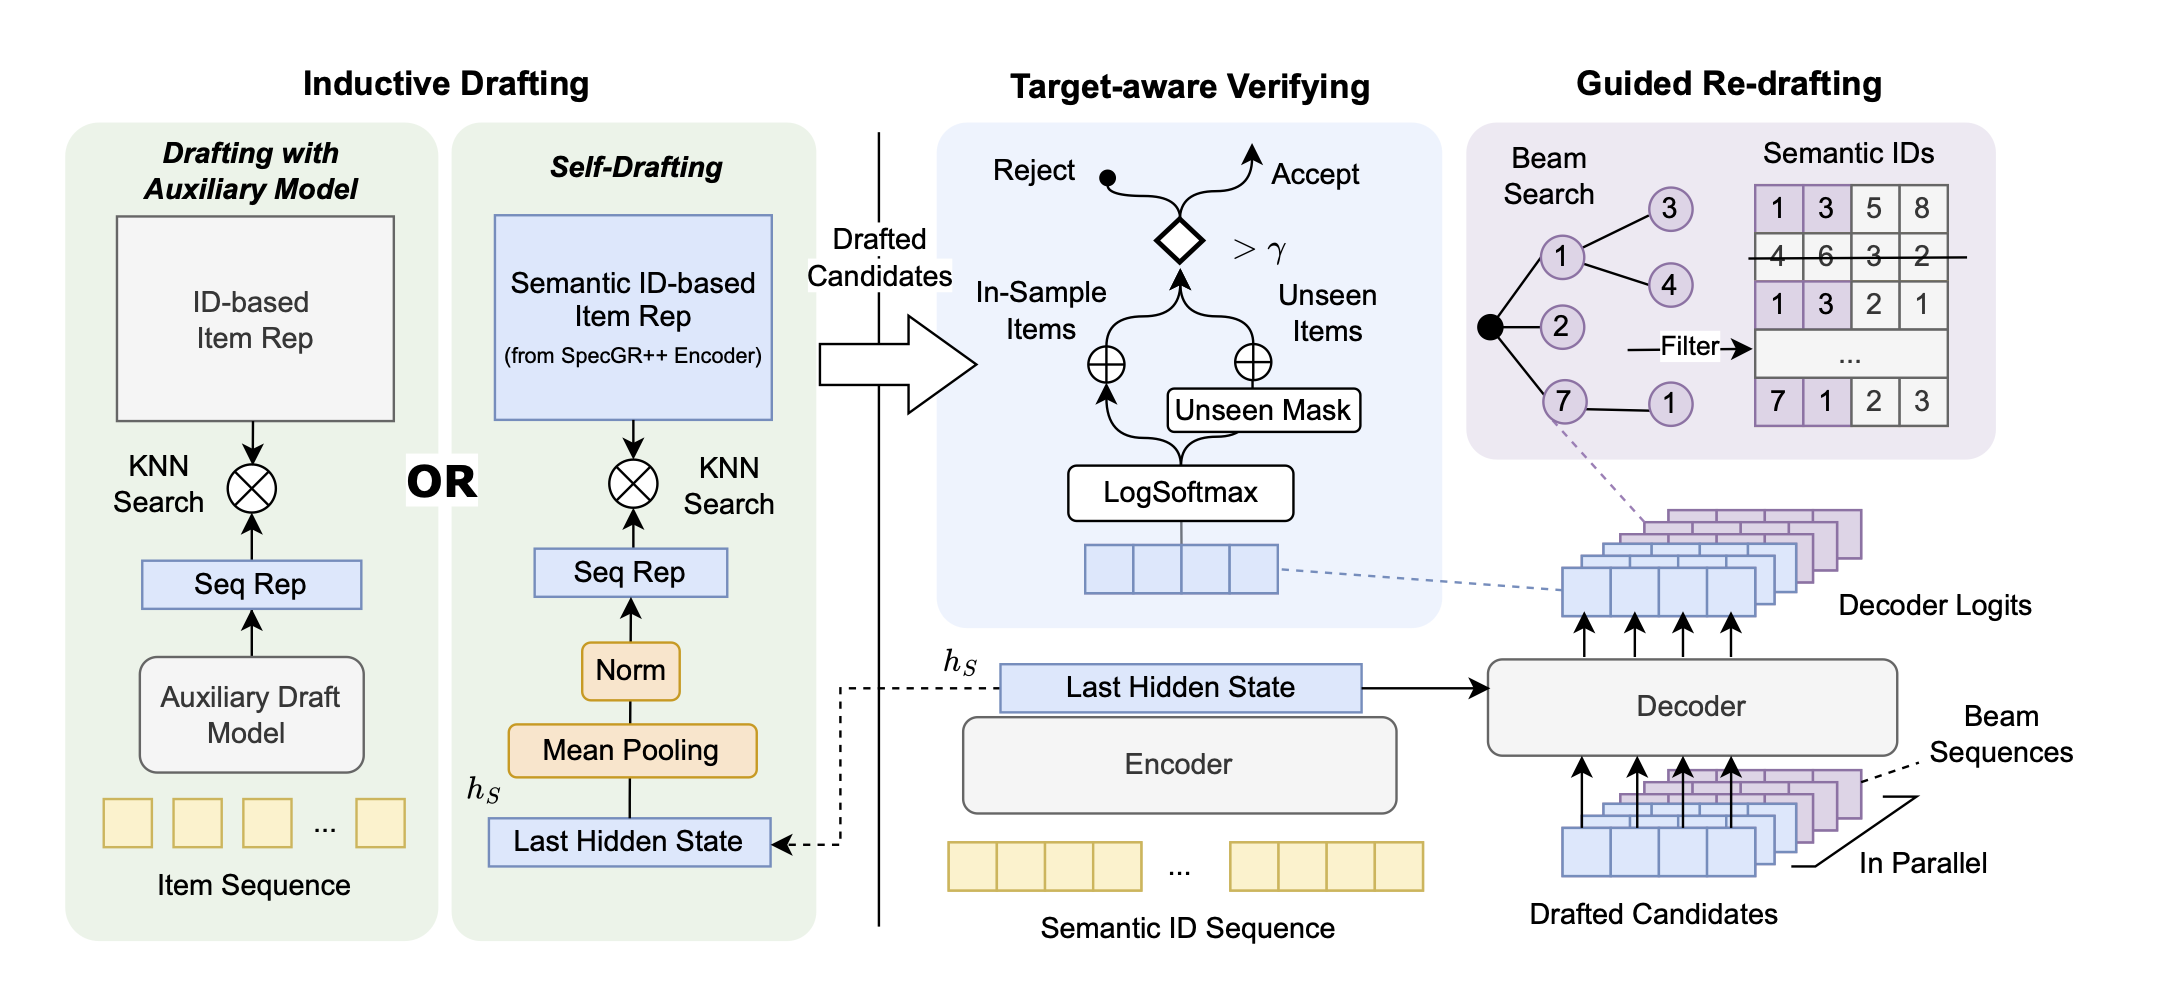 Inductive Drafting
Drafting with
Auxiliary Model
ID-based
Item Rep
KNN
Search
Seq Rep
Auxiliary Draft
Model
...
Item Sequence
OR
Self-Drafting
Semantic ID-based
Item Rep
(from SpecGR++ Encoder)
KNN
Search
Seq Rep
Norm
Mean Pooling
h_S
Last Hidden State
Drafted
Candidates
Target-aware Verifying
Reject
Accept
> γ
In-Sample
Items
Unseen
Items
Unseen Mask
LogSoftmax
h_S
Last Hidden State
Encoder
...
Semantic ID Sequence
Guided Re-drafting
Beam
Search
1
2
7
3
4
1
Filter
Semantic IDs
1 3 5 8
4 6 3 2
1 3 2 1
...
7 1 2 3
Decoder Logits
Decoder
Beam
Sequences
In Parallel
Drafted Candidates